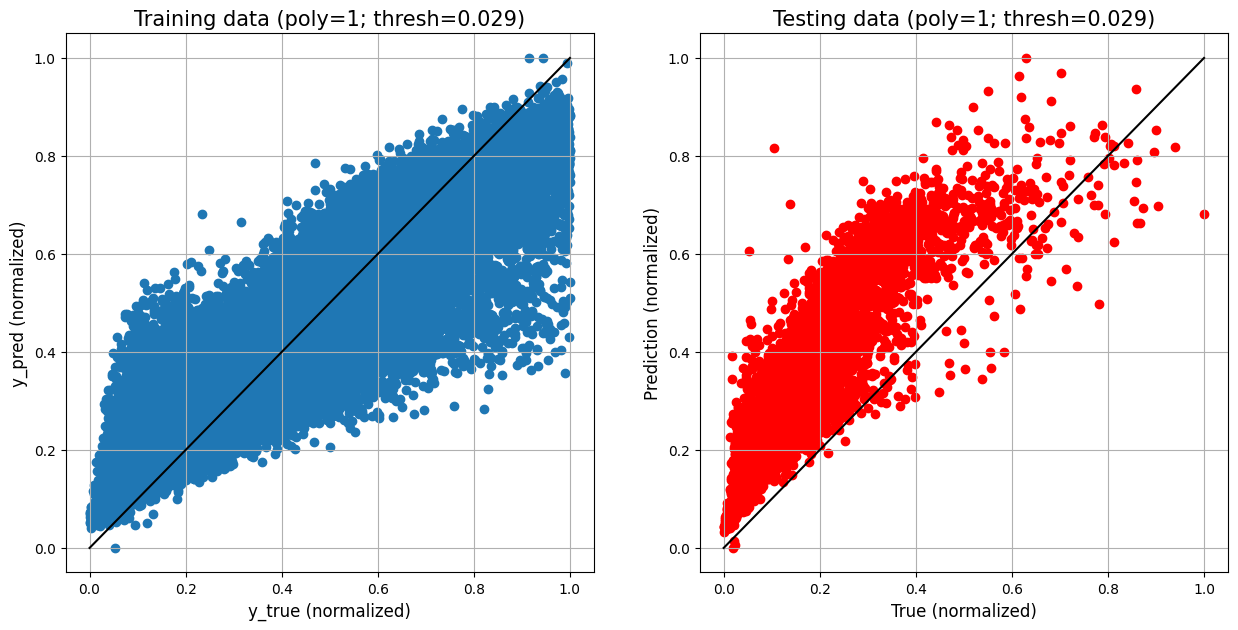 Training data (poly=1; thresh=0.029)
1.0
0.8
0.6
0.4
0.2
0.0
y_pred (normalized)
0.0 0.2 0.4 0.6 0.8 1.0
y_true (normalized)
Testing data (poly=1; thresh=0.029)
1.0
0.8
0.6
0.4
0.2
0.0
Prediction (normalized)
0.0 0.2 0.4 0.6 0.8 1.0
True (normalized)